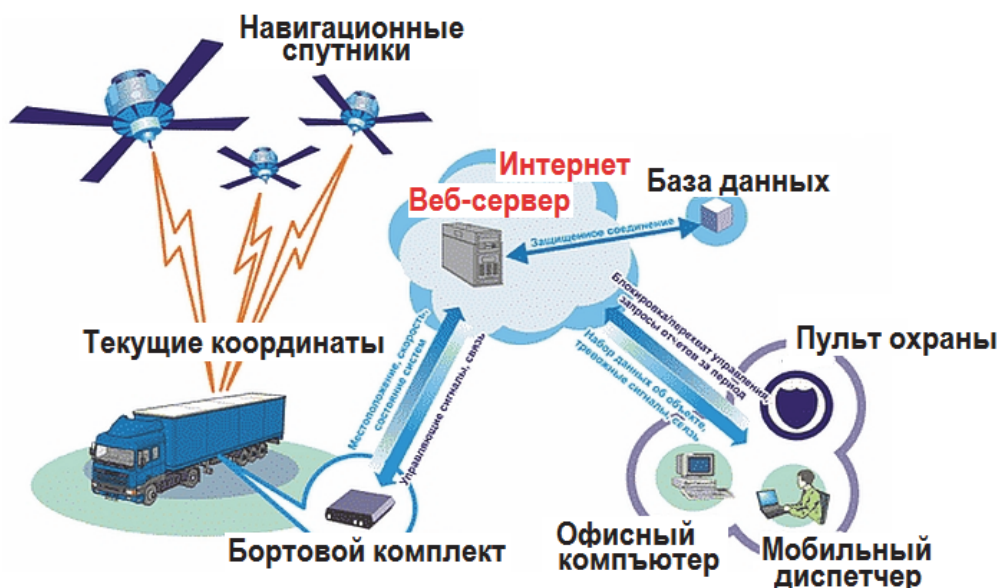 Навигационные
спутники
Интернет
Веб-сервер
База данных
Защищенное соединение
Текущие координаты
Местоположение, скорость,
состояние систем
Управляющие сигналы, связь
Блокировка/перехват управления,
запросы отчетов за период
Набор данных об объекте,
тревожные сигналы, связь
Пульт охраны
Бортовой комплект
Офисный
компъютер
Мобильный
диспетчер